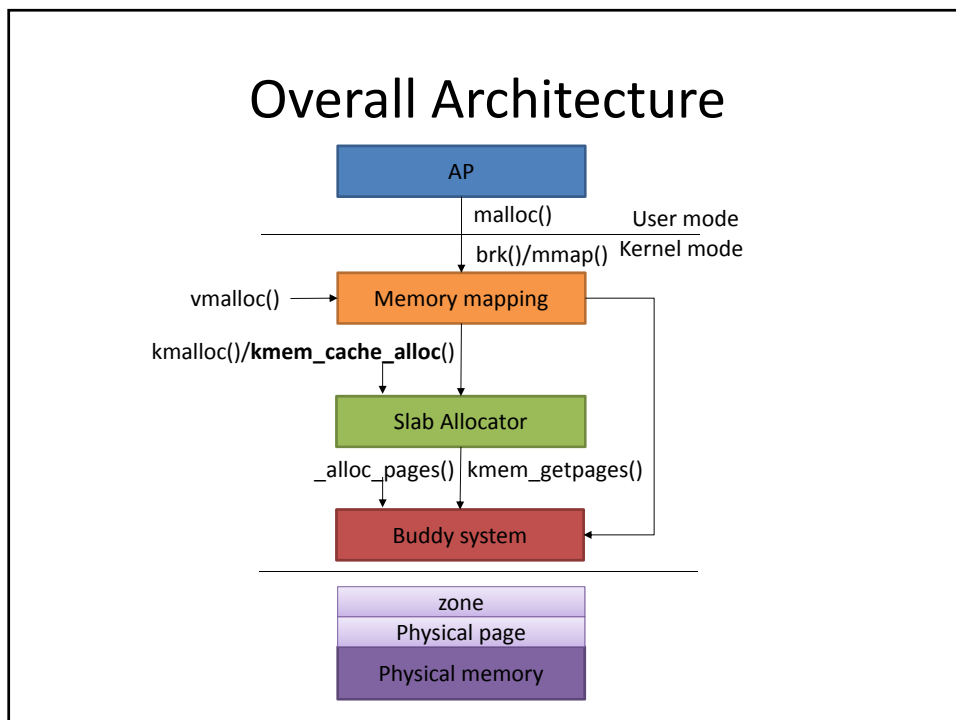 Overall Architecture
AP
malloc()
User mode
Kernel mode
brk()/mmap()
vmalloc()
Memory mapping
kmalloc()/kmem_cache_alloc()
Slab Allocator
_alloc_pages()
kmem_getpages()
Buddy system
zone
Physical page
Physical memory